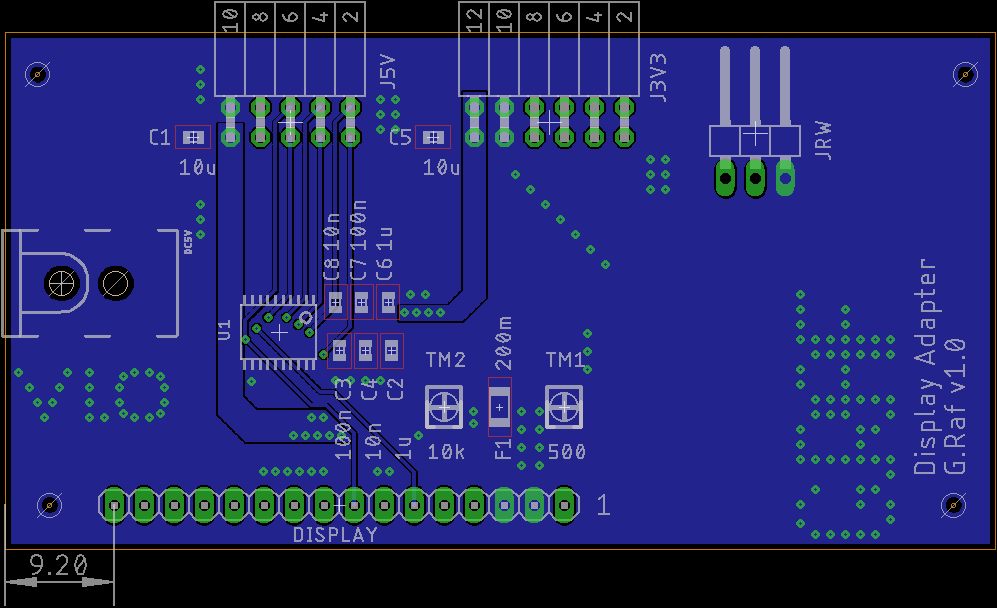 10 8 6 4 2
12 10 8 6 4 2
J5V
J3V3
JRW
C1
10u
C5
10u
DC5V
C8 10n
C7 100n
C6 1u
U1
C3 100n
C4 10n
C2 1u
TM2
10k
200m
F1
TM1
500
VIA
Display Adapter
G.Raf v1.0
DISPLAY
1
9.20